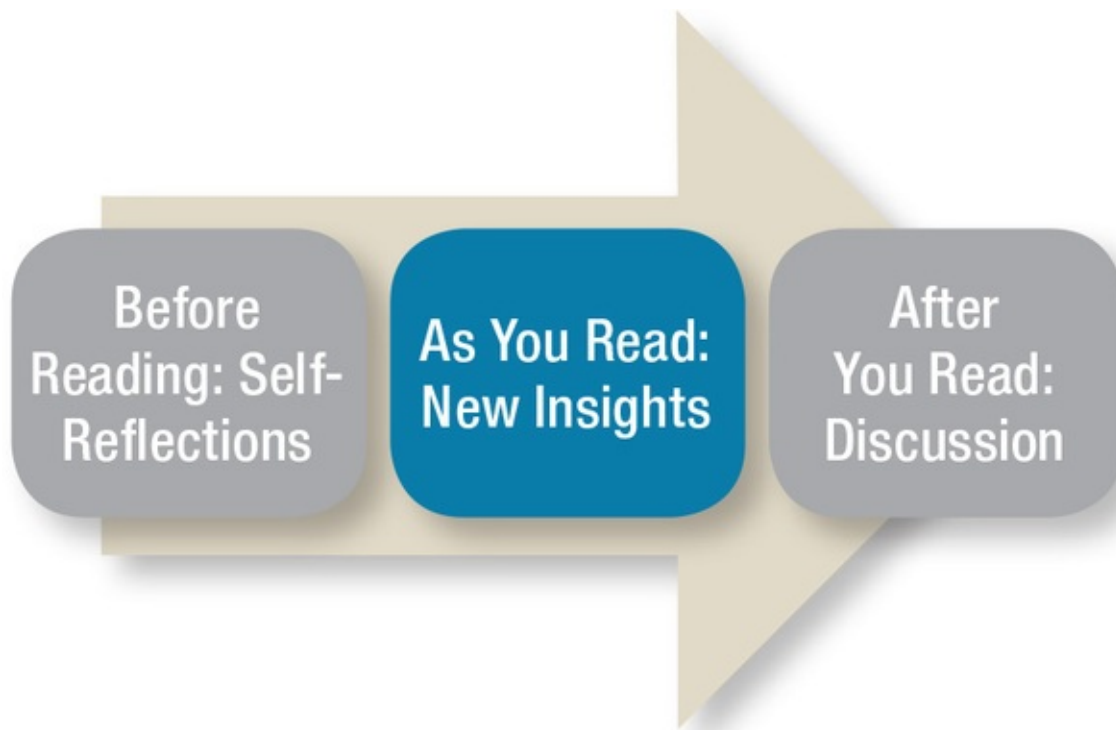 Before
Reading: Self-
Reflections
As You Read:
New Insights
After
You Read:
Discussion